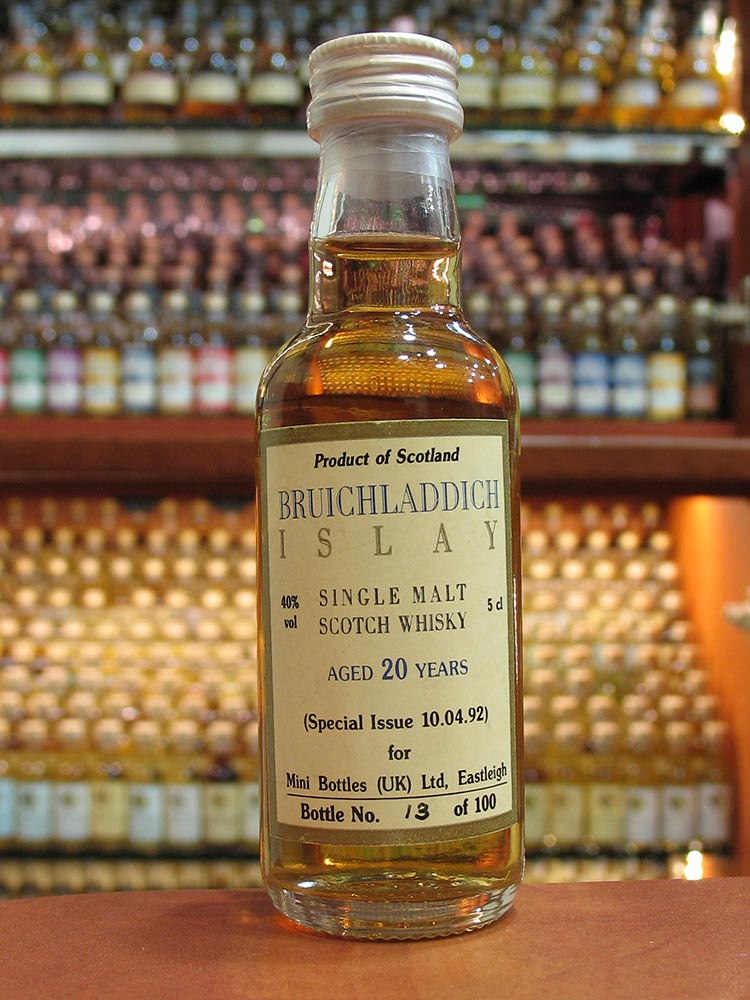 Product of Scotland
BRUICHLADDICH
ISLAY
40% vol
SINGLE MALT
SCOTCH WHISKY
5 cl
AGED 20 YEARS
(Special Issue 10.04.92)
for
Mini Bottles (UK) Ltd, Eastleigh
Bottle No. 13 of 100